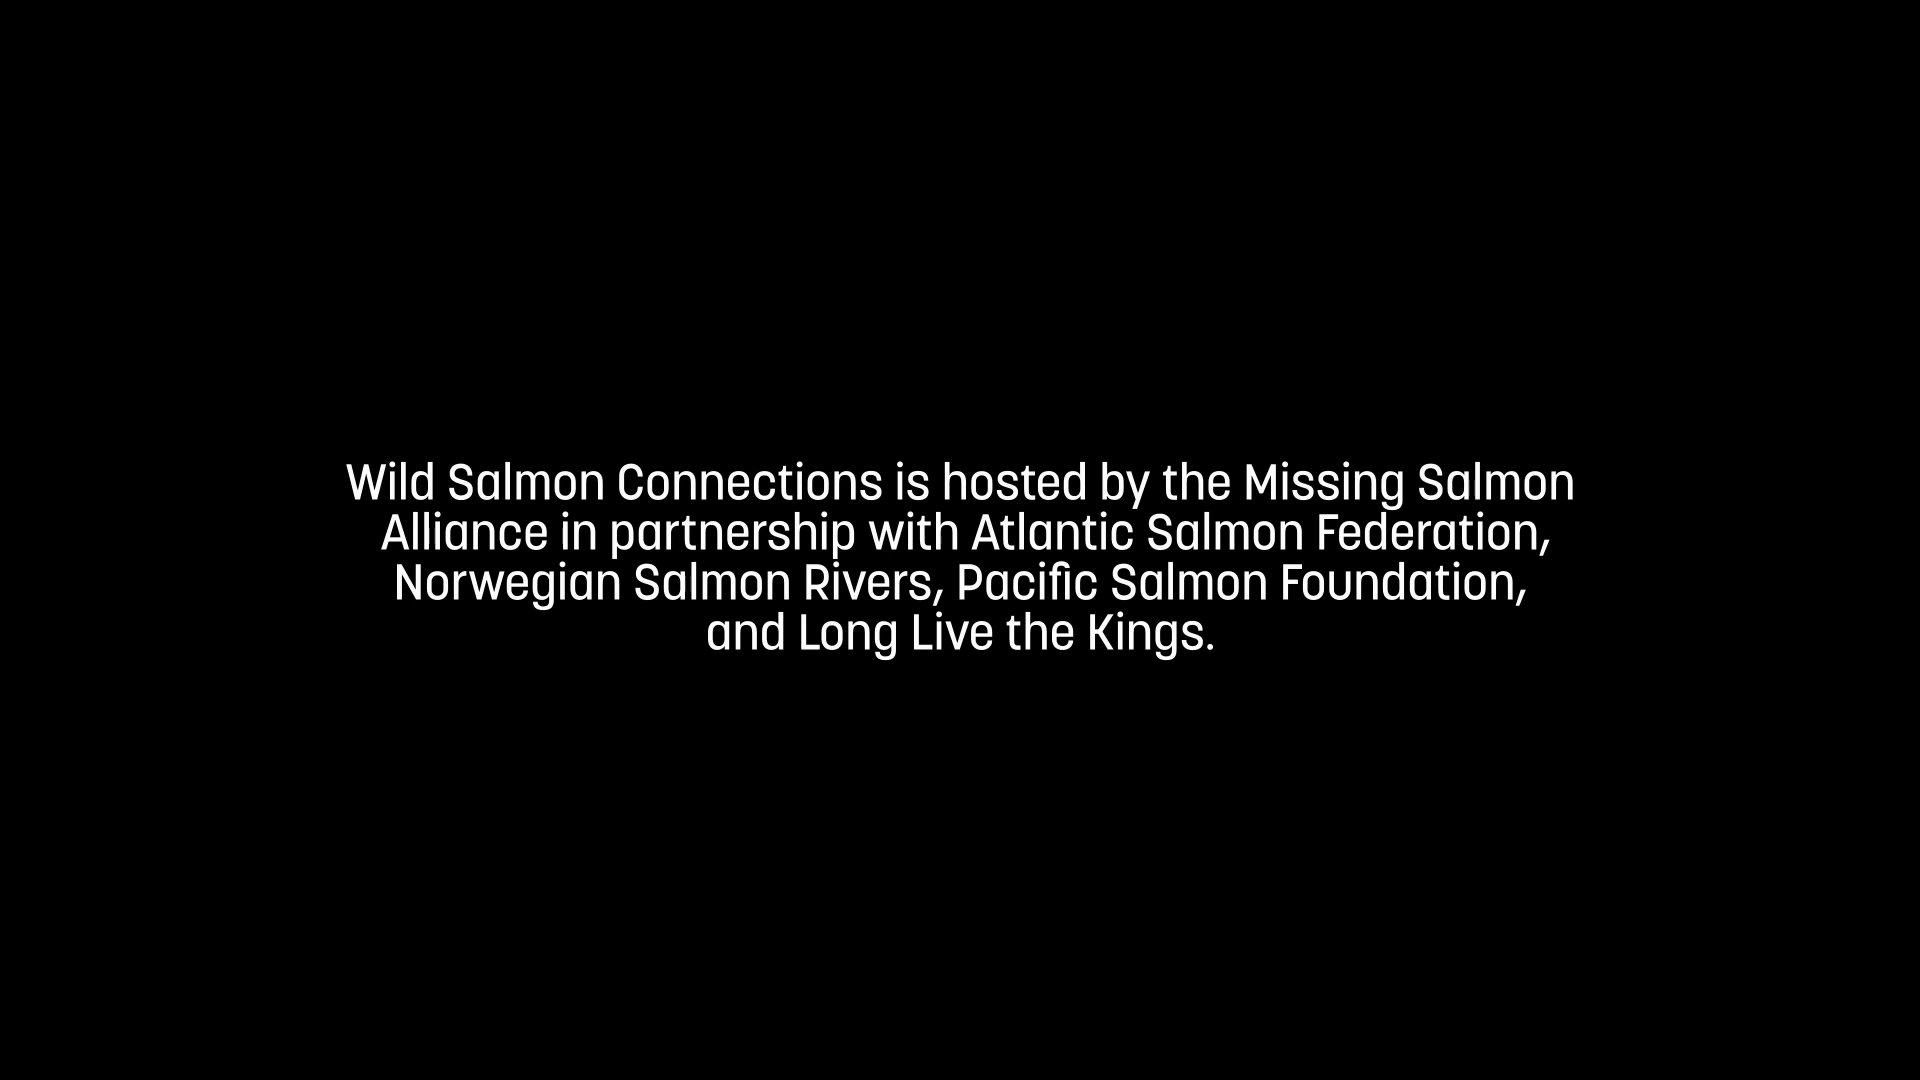 Wild Salmon Connections is hosted by the Missing Salmon
Alliance in partnership with Atlantic Salmon Federation,
Norwegian Salmon Rivers, Pacific Salmon Foundation,
and Long Live the Kings.